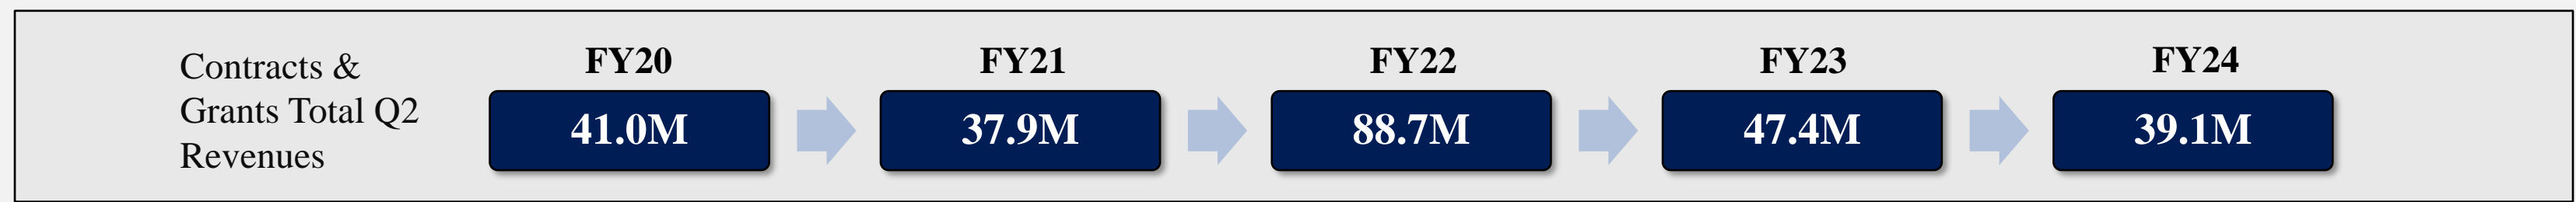 Contracts &
Grants Total Q2
Revenues
FY20
41.0M
FY21
37.9M
FY22
88.7M
FY23
47.4M
FY24
39.1M